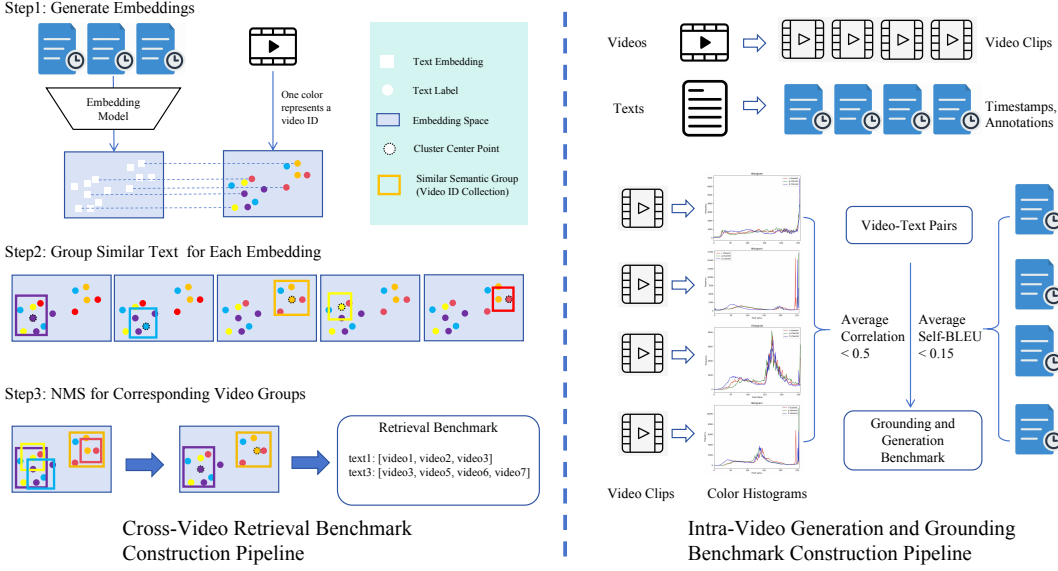 Step1: Generate Embeddings
Embedding
Model
One color
represents a
video ID
Text Embedding
Text Label
Embedding Space
Cluster Center Point
Similar Semantic Group
(Video ID Collection)
Step2: Group Similar Text for Each Embedding
Step3: NMS for Corresponding Video Groups
Retrieval Benchmark
text1: [video1, video2, video3]
text3: [video3, video5, video6, video7]
Cross-Video Retrieval Benchmark
Construction Pipeline
Videos
Video Clips
Texts
Timestamps,
Annotations
Video-Text Pairs
Average
Correlation
< 0.5
Average
Self-BLEU
< 0.15
Grounding and
Generation
Benchmark
Video Clips
Color Histograms
Intra-Video Generation and Grounding
Benchmark Construction Pipeline